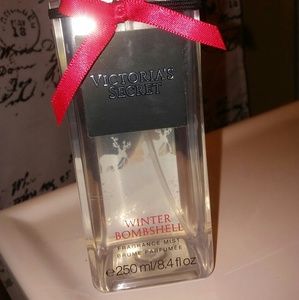 VICTORIA'S
SECRET
WINTER
BOMBSHELL
FRAGRANCE MIST
BRUME PARFUMÉE
e 250 ml/8.4 fl oz